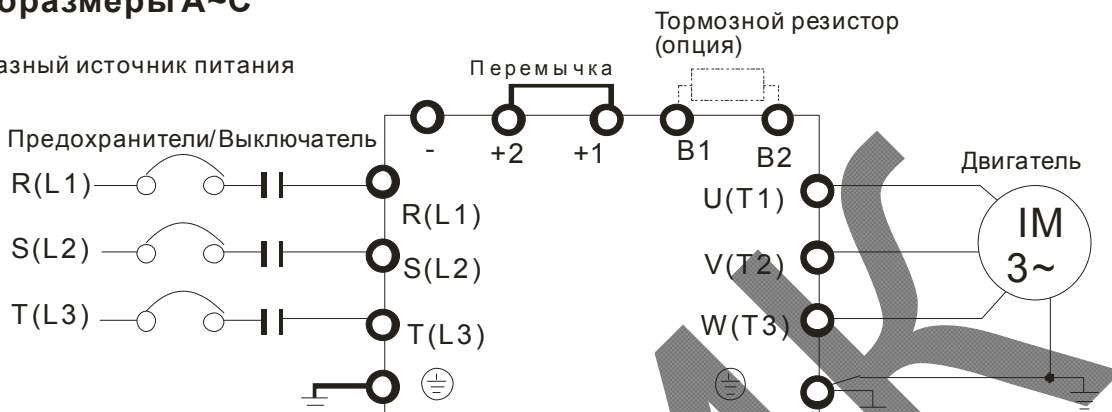 оразмеры А~С
Тормозной резистор
(опция)
азный источник питания
Перемычка
Предохранители/Выключатель
- +2 +1 B1 B2
Двигатель
R(L1)
R(L1)
U(T1)
IM
3~
S(L2)
S(L2)
V(T2)
T(L3)
T(L3)
W(T3)